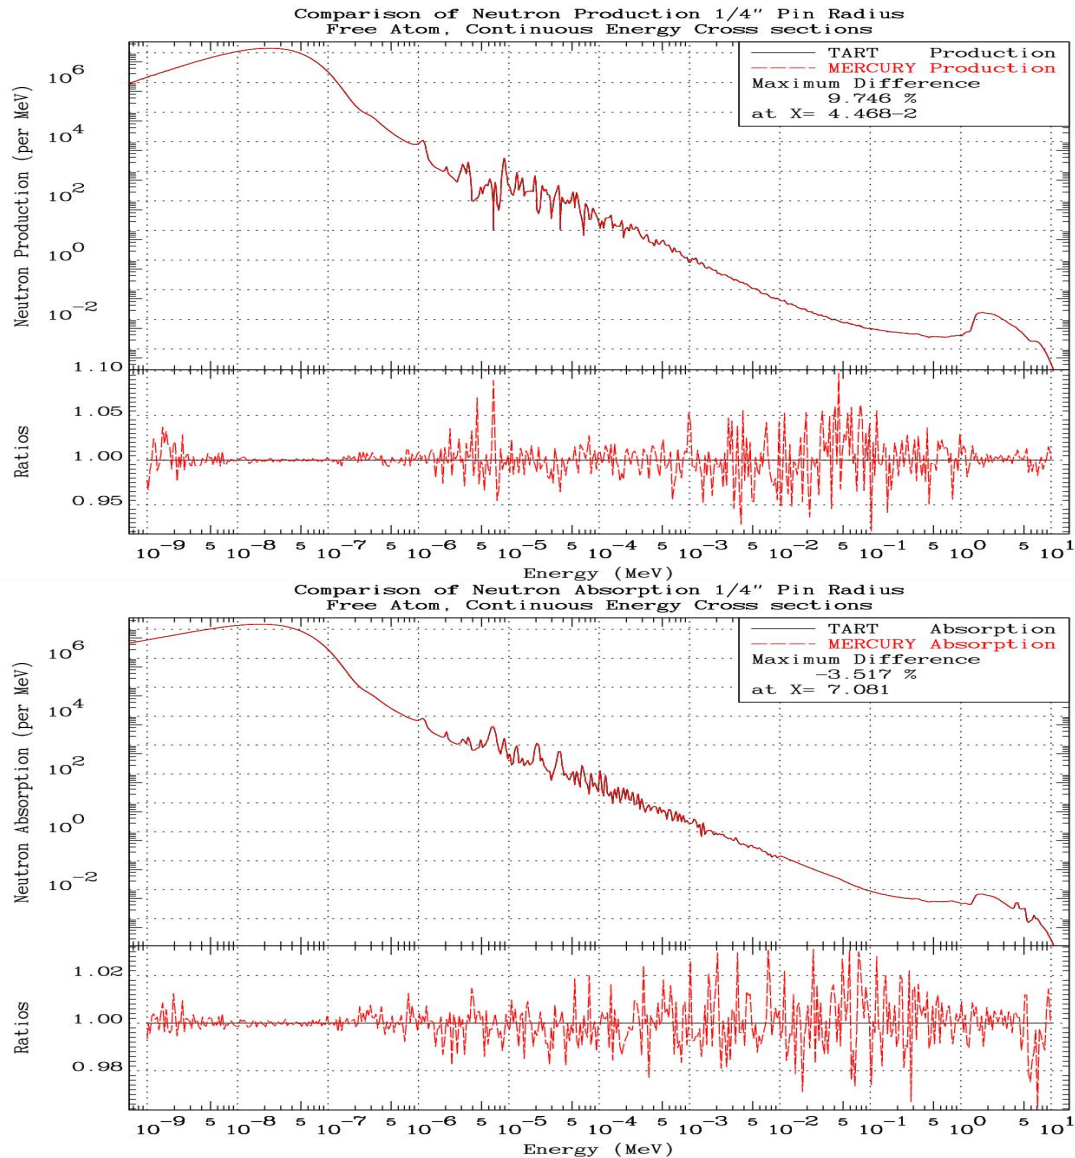 Comparison of Neutron Production 1/4" Pin Radius
Free Atom, Continuous Energy Cross sections
TART Production
MERCURY Production
Maximum Difference
9.746 %
at X= 4.468-2
Neutron Production (per MeV)
10^6
10^4
10^2
10^0
10^-2
1.10
Ratios
1.05
1.00
0.95
10^-9 5 10^-8 5 10^-7 5 10^-6 5 10^-5 5 10^-4 5 10^-3 5 10^-2 5 10^-1 5 10^0 5 10^1
Energy (MeV)
Comparison of Neutron Absorption 1/4" Pin Radius
Free Atom, Continuous Energy Cross sections
TART Absorption
MERCURY Absorption
Maximum Difference
-3.517 %
at X= 7.081
Neutron Absorption (per MeV)
10^6
10^4
10^2
10^0
10^-2
Ratios
1.02
1.00
0.98
10^-9 5 10^-8 5 10^-7 5 10^-6 5 10^-5 5 10^-4 5 10^-3 5 10^-2 5 10^-1 5 10^0 5 10^1
Energy (MeV)